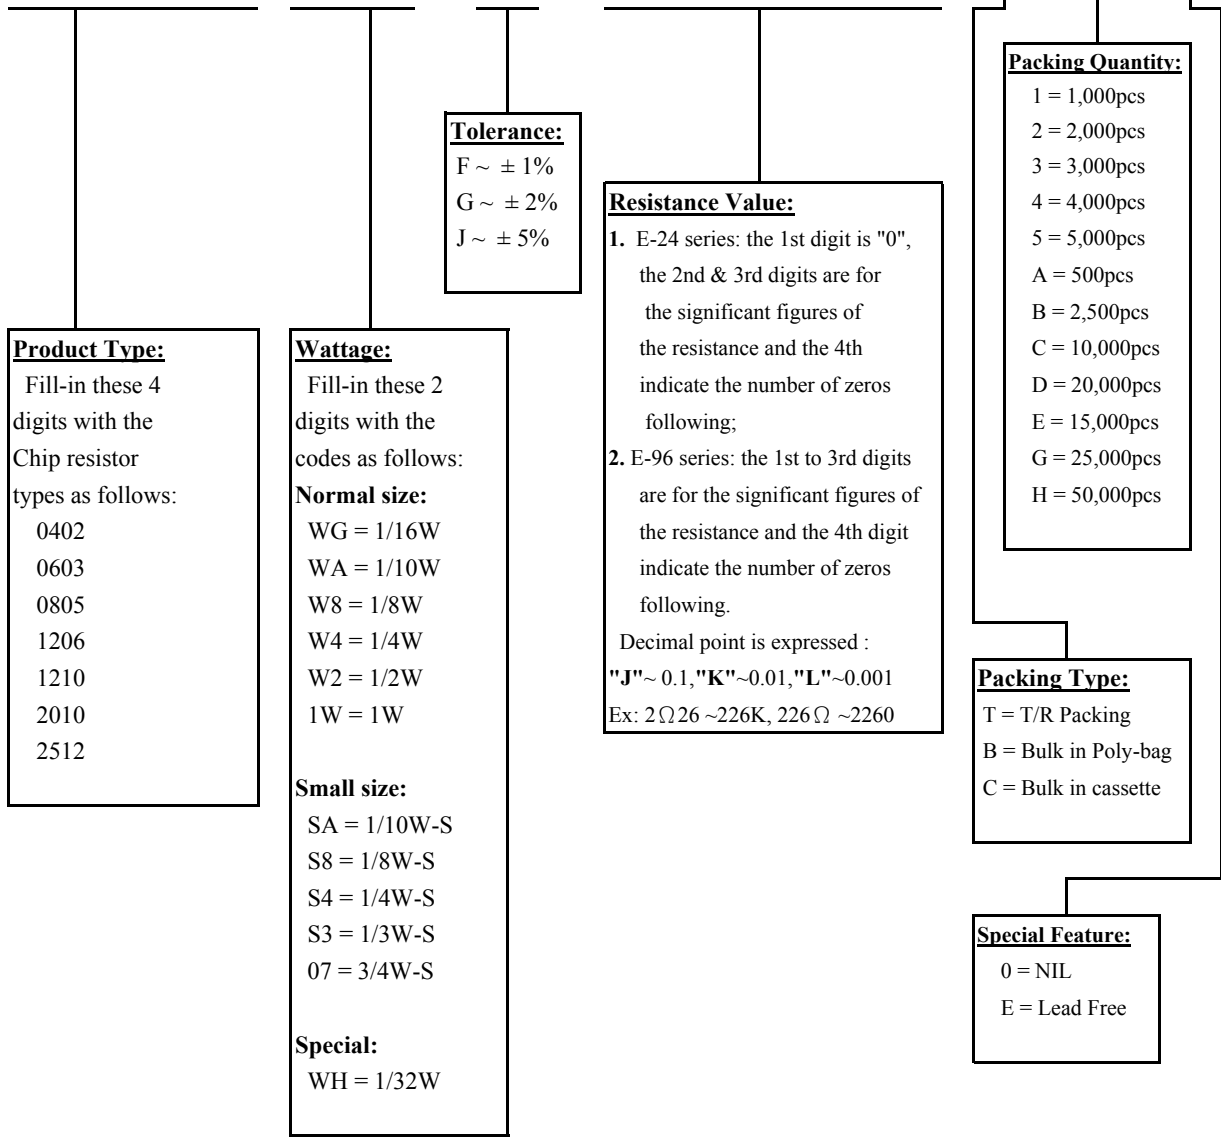 Product Type:
Fill-in these 4
digits with the
Chip resistor
types as follows:
0402
0603
0805
1206
1210
2010
2512
Wattage:
Fill-in these 2
digits with the
codes as follows:
Normal size:
WG = 1/16W
WA = 1/10W
W8 = 1/8W
W4 = 1/4W
W2 = 1/2W
1W = 1W
Small size:
SA = 1/10W-S
S8 = 1/8W-S
S4 = 1/4W-S
S3 = 1/3W-S
07 = 3/4W-S
Special:
WH = 1/32W
Tolerance:
F ~ ± 1%
G ~ ± 2%
J ~ ± 5%
Resistance Value:
1. E-24 series: the 1st digit is "0",
the 2nd & 3rd digits are for
the significant figures of
the resistance and the 4th
indicate the number of zeros
following;
2. E-96 series: the 1st to 3rd digits
are for the significant figures of
the resistance and the 4th digit
indicate the number of zeros
following.
Decimal point is expressed :
"J"~ 0.1,"K"~0.01,"L"~0.001
Ex: 2Ω26 ~226K, 226Ω ~2260
Packing Quantity:
1 = 1,000pcs
2 = 2,000pcs
3 = 3,000pcs
4 = 4,000pcs
5 = 5,000pcs
A = 500pcs
B = 2,500pcs
C = 10,000pcs
D = 20,000pcs
E = 15,000pcs
G = 25,000pcs
H = 50,000pcs
Packing Type:
T = T/R Packing
B = Bulk in Poly-bag
C = Bulk in cassette
Special Feature:
0 = NIL
E = Lead Free